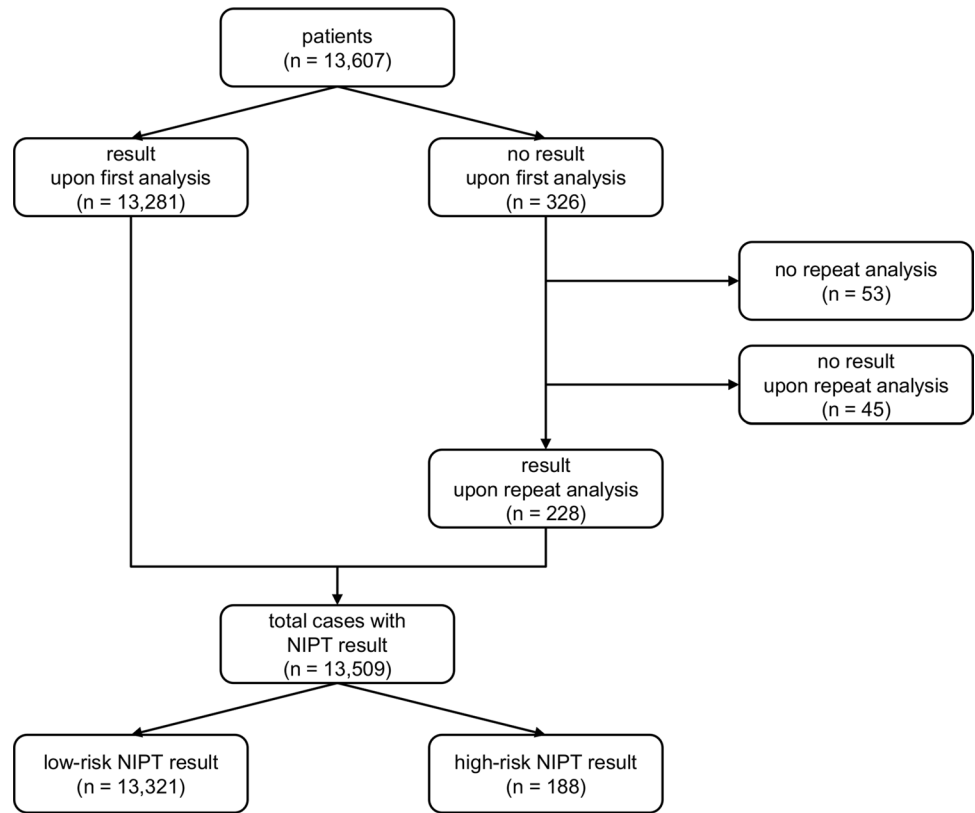 patients
(n = 13,607)
result
upon first analysis
(n = 13,281)
no result
upon first analysis
(n = 326)
no repeat analysis
(n = 53)
no result
upon repeat analysis
(n = 45)
result
upon repeat analysis
(n = 228)
total cases with
NIPT result
(n = 13,509)
low-risk NIPT result
(n = 13,321)
high-risk NIPT result
(n = 188)